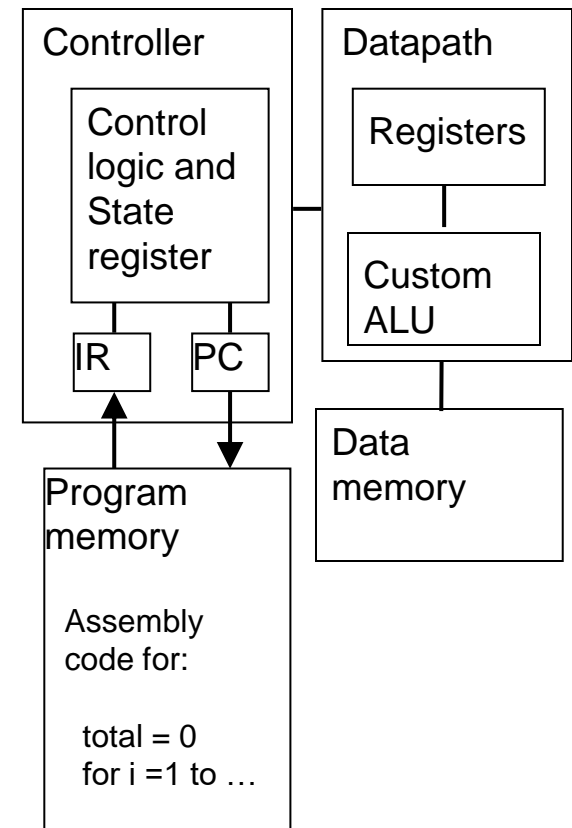 Controller
Control
logic and
State
register
IR
PC
Datapath
Registers
Custom
ALU
Data
memory
Program
memory
Assembly
code for:
total = 0
for i =1 to …